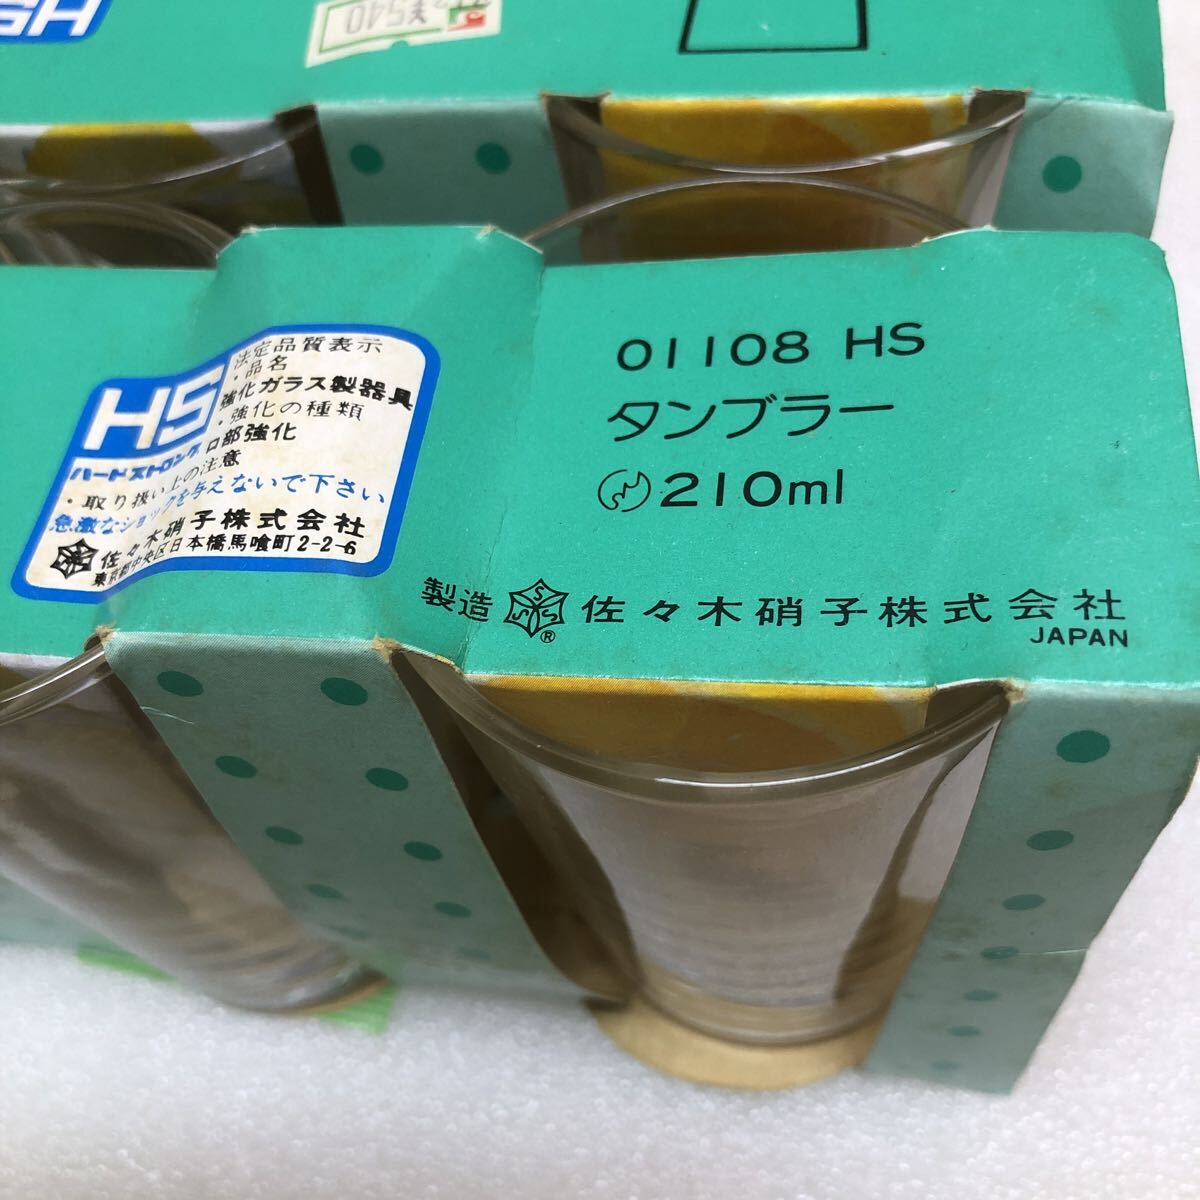 HS
¥540
HS
ハードストロング
法定品質表示
・品名
強化ガラス製器具
・強化の種類
口部強化
・取り扱い上の注意
急激なショックを与えないで下さい
佐々木硝子株式会社
東京都中央区日本橋馬喰町2-2-6
01108 HS
タンブラー
210ml
製造 SSS ® 佐々木硝子株式会社
JAPAN